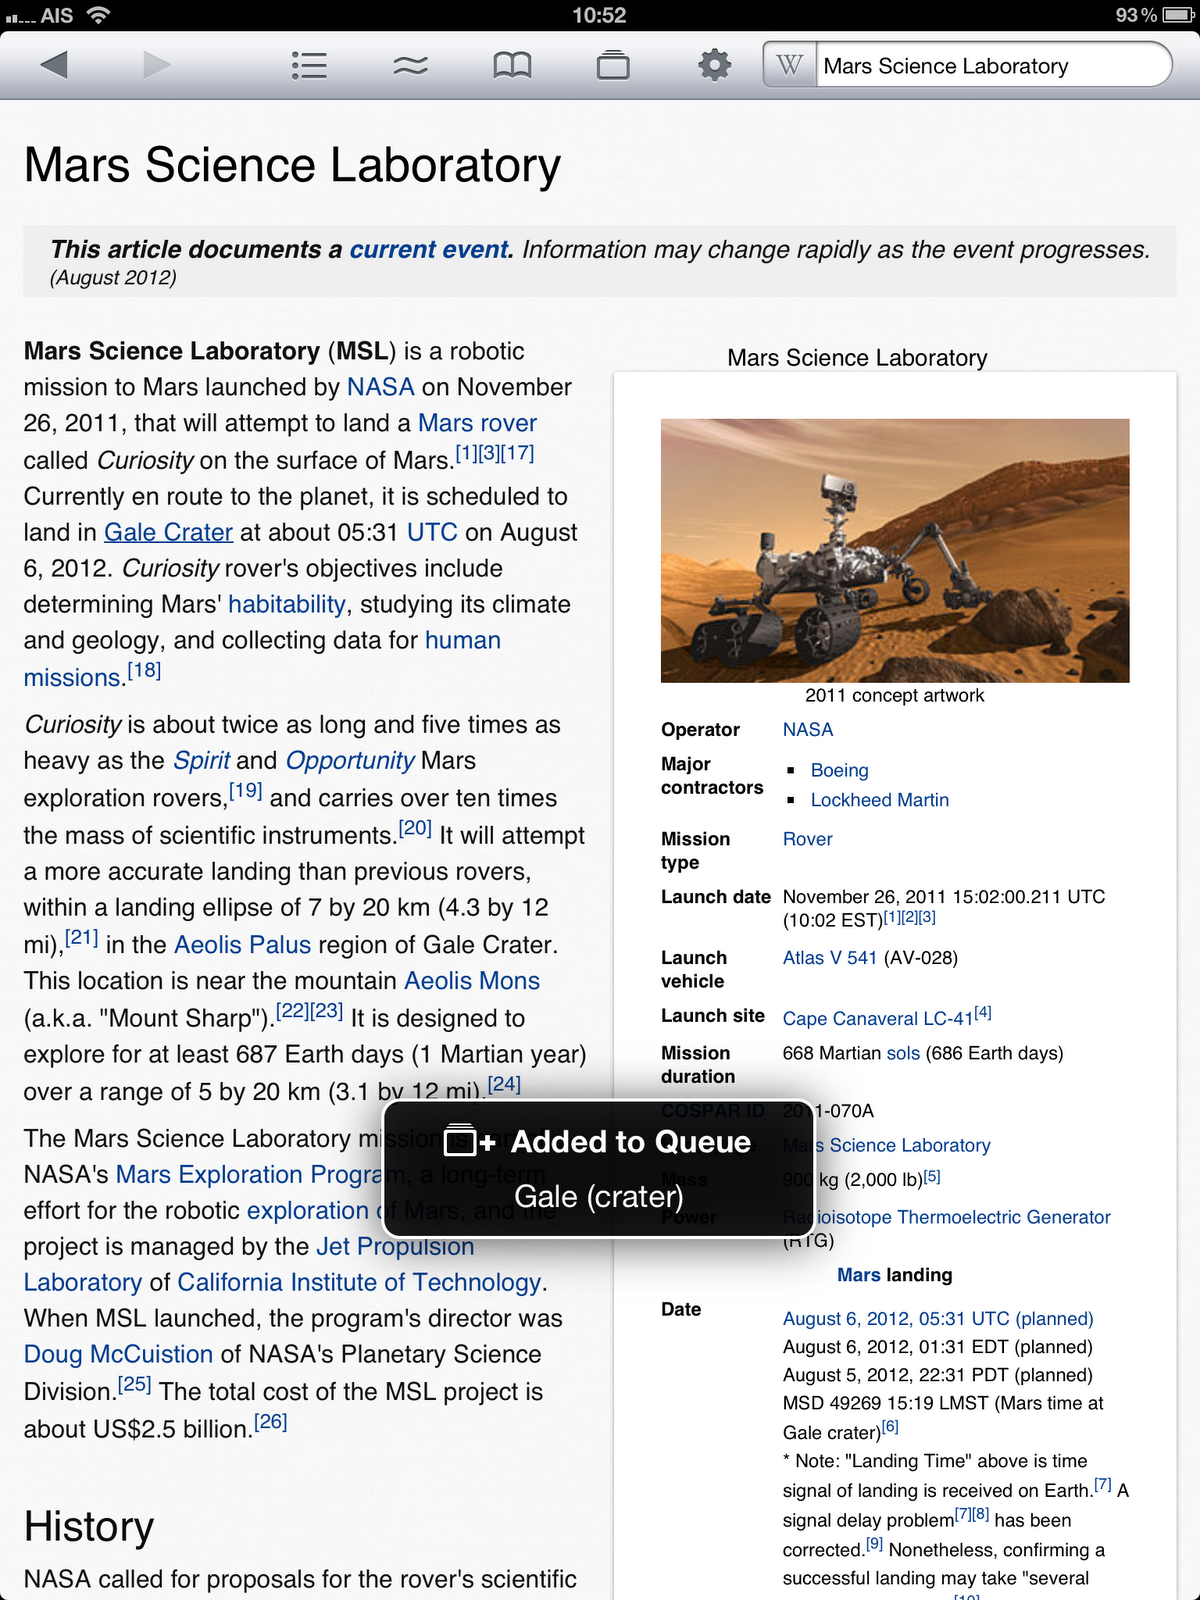 AIS
10:52
93 %
W
Mars Science Laboratory
Mars Science Laboratory
This article documents a current event. Information may change rapidly as the event progresses.
(August 2012)
Mars Science Laboratory (MSL) is a robotic
mission to Mars launched by NASA on November
26, 2011, that will attempt to land a Mars rover
called Curiosity on the surface of Mars.[1][3][17]
Currently en route to the planet, it is scheduled to
land in Gale Crater at about 05:31 UTC on August
6, 2012. Curiosity rover's objectives include
determining Mars' habitability, studying its climate
and geology, and collecting data for human
missions.[18]
Curiosity is about twice as long and five times as
heavy as the Spirit and Opportunity Mars
exploration rovers,[19] and carries over ten times
the mass of scientific instruments.[20] It will attempt
a more accurate landing than previous rovers,
within a landing ellipse of 7 by 20 km (4.3 by 12
mi),[21] in the Aeolis Palus region of Gale Crater.
This location is near the mountain Aeolis Mons
(a.k.a. "Mount Sharp").[22][23] It is designed to
explore for at least 687 Earth days (1 Martian year)
over a range of 5 by 20 km (3.1 by 12 mi).[24]
The Mars Science Laboratory mission is part of
NASA's Mars Exploration Program, a long-term
effort for the robotic exploration of Mars, and the
project is managed by the Jet Propulsion
Laboratory of California Institute of Technology.
When MSL launched, the program's director was
Doug McCuistion of NASA's Planetary Science
Division.[25] The total cost of the MSL project is
about US$2.5 billion.[26]
History
NASA called for proposals for the rover's scientific
Mars Science Laboratory
2011 concept artwork
Operator NASA
Major contractors
Boeing
Lockheed Martin
Mission type Rover
Launch date November 26, 2011 15:02:00.211 UTC
(10:02 EST)[1][2][3]
Launch vehicle Atlas V 541 (AV-028)
Launch site Cape Canaveral LC-41[4]
Mission duration 668 Martian sols (686 Earth days)
COSPAR ID 2011-070A
Mars Science Laboratory
Mass 900 kg (2,000 lb)[5]
Power Radioisotope Thermoelectric Generator
(RTG)
Mars landing
Date August 6, 2012, 05:31 UTC (planned)
August 6, 2012, 01:31 EDT (planned)
August 5, 2012, 22:31 PDT (planned)
MSD 49269 15:19 LMST (Mars time at
Gale crater)[6]
* Note: "Landing Time" above is time
signal of landing is received on Earth.[7] A
signal delay problem[7][8] has been
corrected.[9] Nonetheless, confirming a
successful landing may take "several
[10]
Added to Queue
Gale (crater)